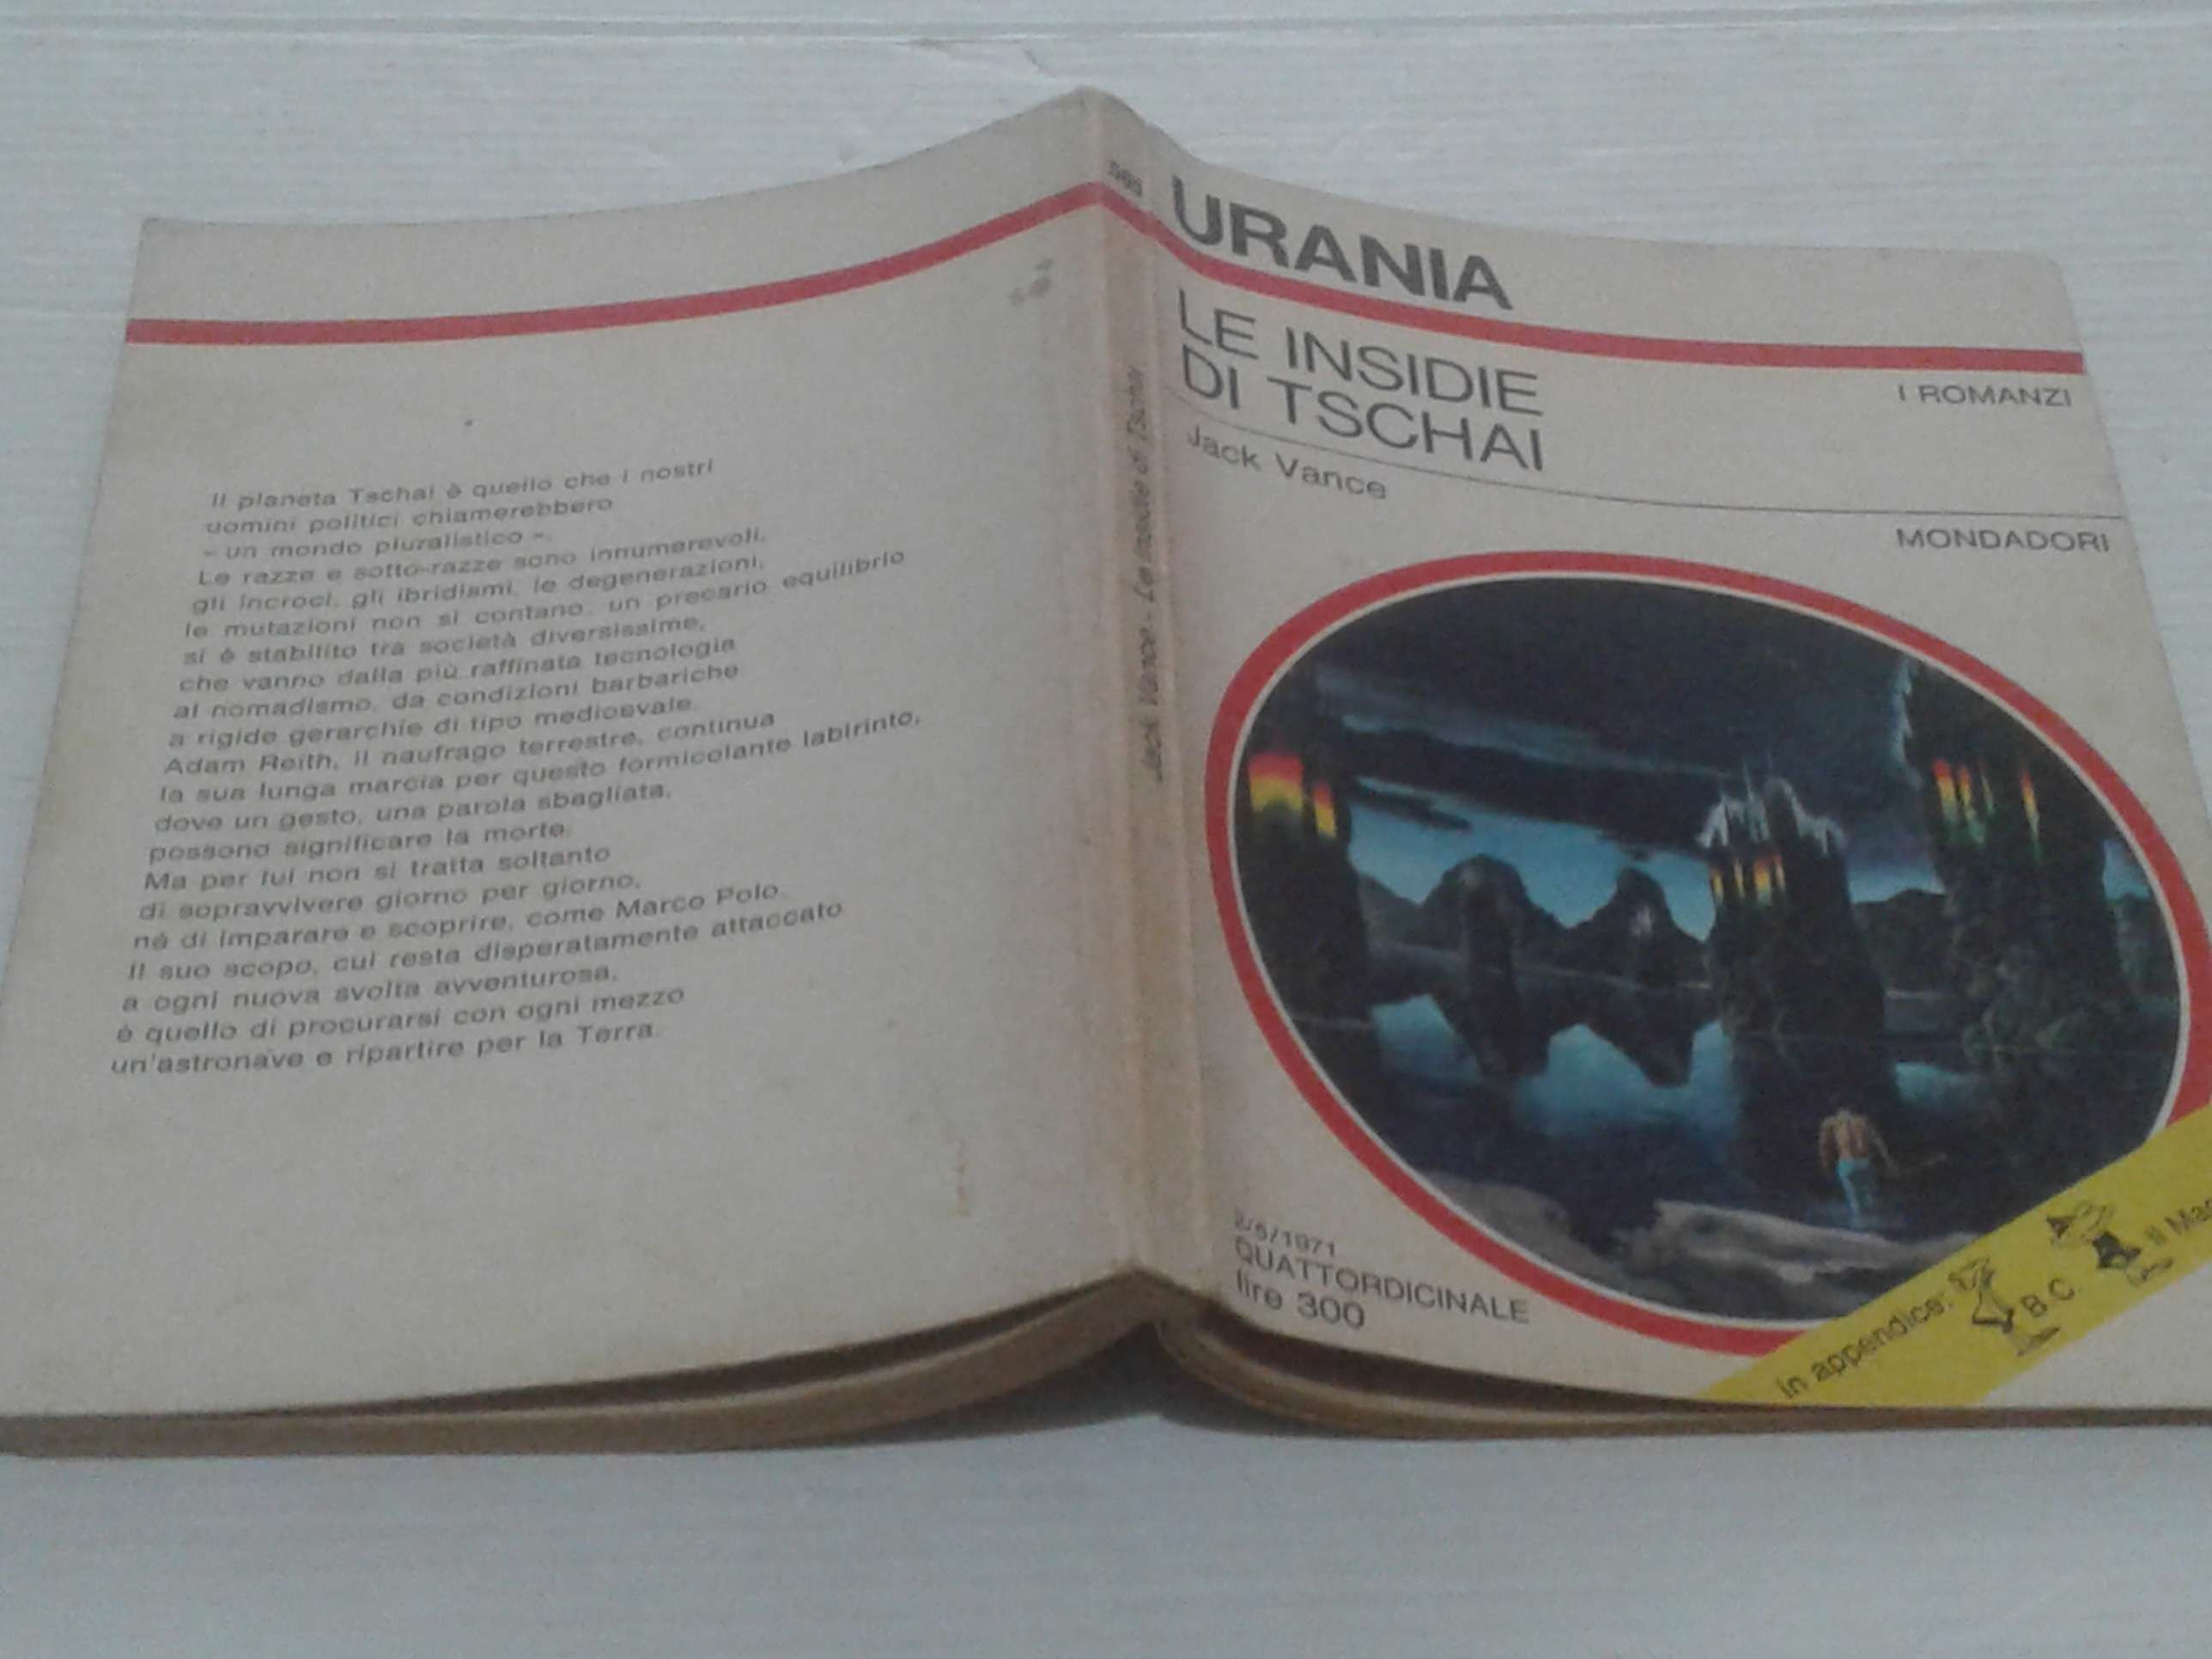 Il planeta Tschai è quello che i nostri
uomini politici chiamerebbero
« un mondo pluralistico ».
Le razze e sotto-razze sono innumerevoli,
gli incroci, gli ibridismi, le degenerazioni,
le mutazioni non si contano, un precario equilibrio
si è stabilito tra società diversissime,
che vanno dalla più raffinata tecnologia
al nomadismo, da condizioni barbariche
a rigide gerarchie di tipo medioevale.
Adam Reith, il naufrago terrestre, continua
la sua lunga marcia per questo formicolante labirinto,
dove un gesto, una parola sbagliata,
possono significare la morte.
Ma per lui non si tratta soltanto
di sopravvivere giorno per giorno,
né di imparare e scoprire, come Marco Polo.
Il suo scopo, cui resta disperatamente attaccato
a ogni nuova svolta avventurosa,
è quello di procurarsi con ogni mezzo
un'astronave e ripartire per la Terra.
Jack Vance - Le insidie di Tschai
URANIA
LE INSIDIE
DI TSCHAI
I ROMANZI
Jack Vance
MONDADORI
2/5/1971
QUATTORDICINALE
lire 300
in appendice: B C Il